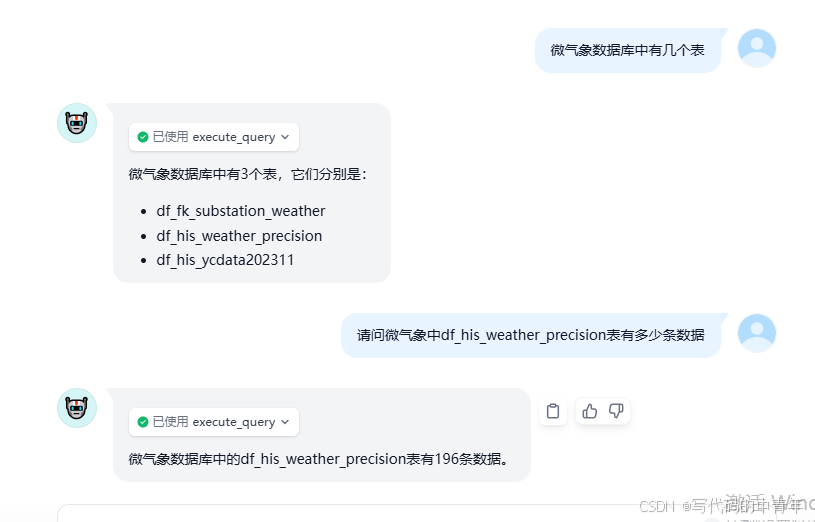 微气象数据库中有几个表
已使用 execute_query
微气象数据库中有3个表，它们分别是：
df_fk_substation_weather
df_his_weather_precision
df_his_ycdata202311
请问微气象中df_his_weather_precision表有多少条数据
已使用 execute_query
微气象数据库中的df_his_weather_precision表有196条数据。
激活 Winc
CSDN @写代码的中青年